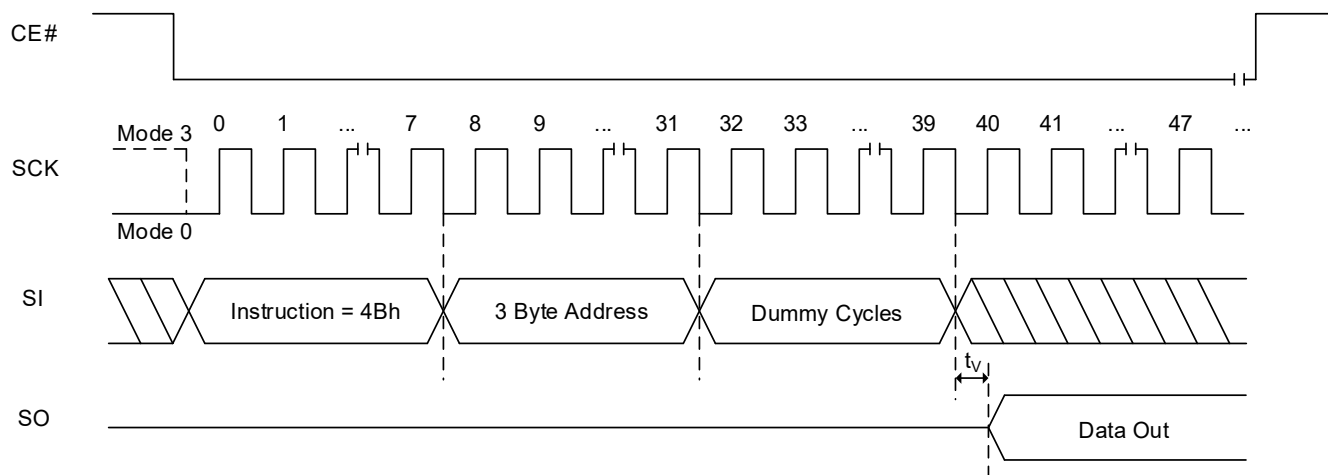 CE#
Mode 3 0 1 ... 7 8 9 ... 31 32 33 ... 39 40 41 ... 47 ...
SCK
Mode 0
SI Instruction = 4Bh 3 Byte Address Dummy Cycles
tV
SO Data Out